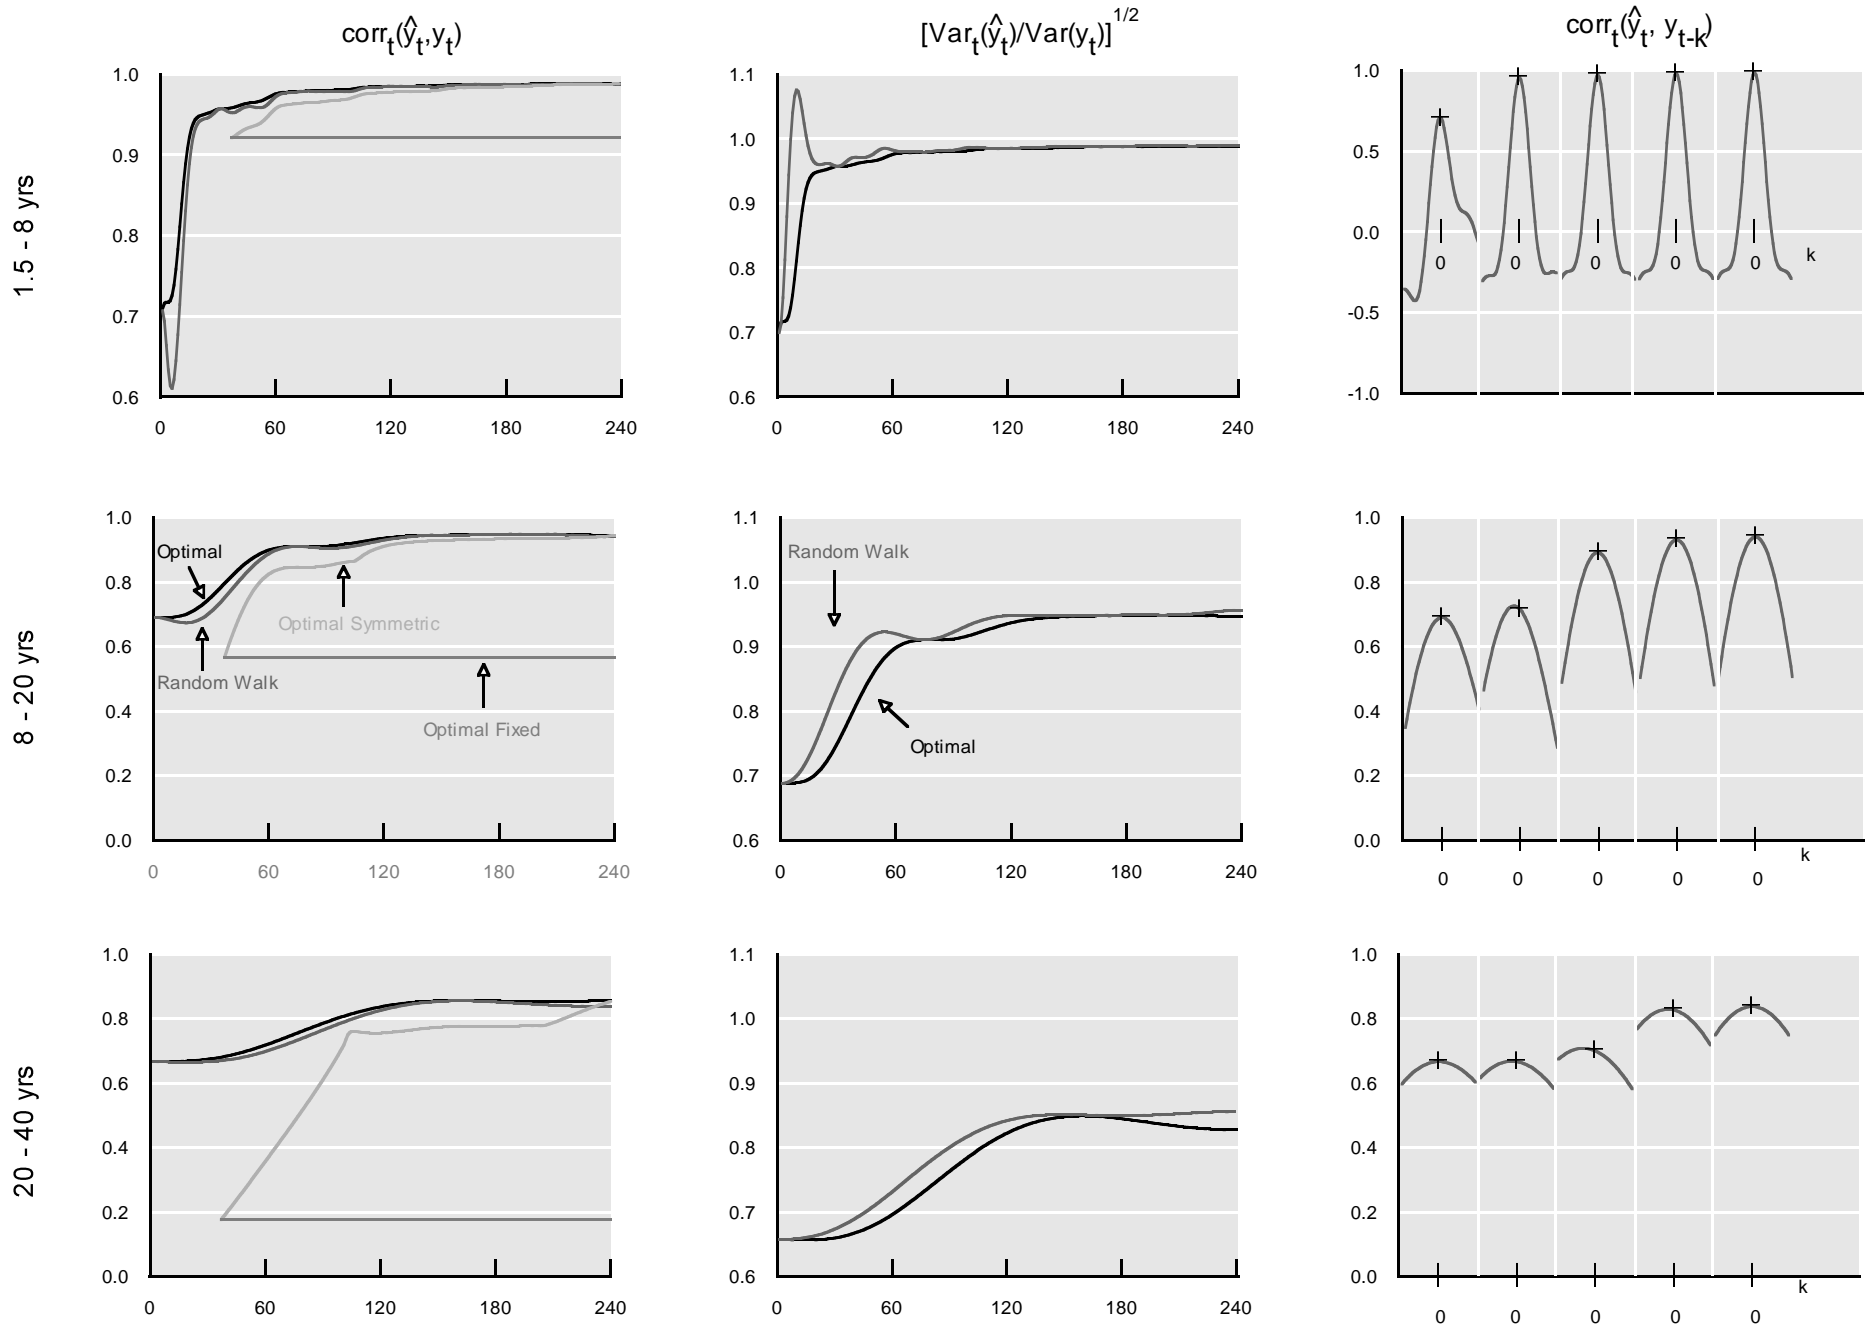 corr_t(ŷ_t,y_t)
[Var_t(ŷ_t)/Var(y_t)]^1/2
corr_t(ŷ_t, y_t-k)
1.5 - 8 yrs
1.0
0.9
0.8
0.7
0.6
0 60 120 180 240
1.1
1.0
0.9
0.8
0.7
0.6
0 60 120 180 240
1.0
0.5
0.0
-0.5
-1.0
0 0 0 0 0 k
8 - 20 yrs
1.0
0.8
0.6
0.4
0.2
0.0
Optimal
Optimal Symmetric
Random Walk
Optimal Fixed
0 60 120 180 240
1.1
1.0
0.9
0.8
0.7
0.6
Random Walk
Optimal
0 60 120 180 240
1.0
0.8
0.6
0.4
0.2
0.0
k
0 0 0 0 0
20 - 40 yrs
1.0
0.8
0.6
0.4
0.2
0.0
0 60 120 180 240
1.1
1.0
0.9
0.8
0.7
0.6
0 60 120 180 240
1.0
0.8
0.6
0.4
0.2
0.0
k
0 0 0 0 0